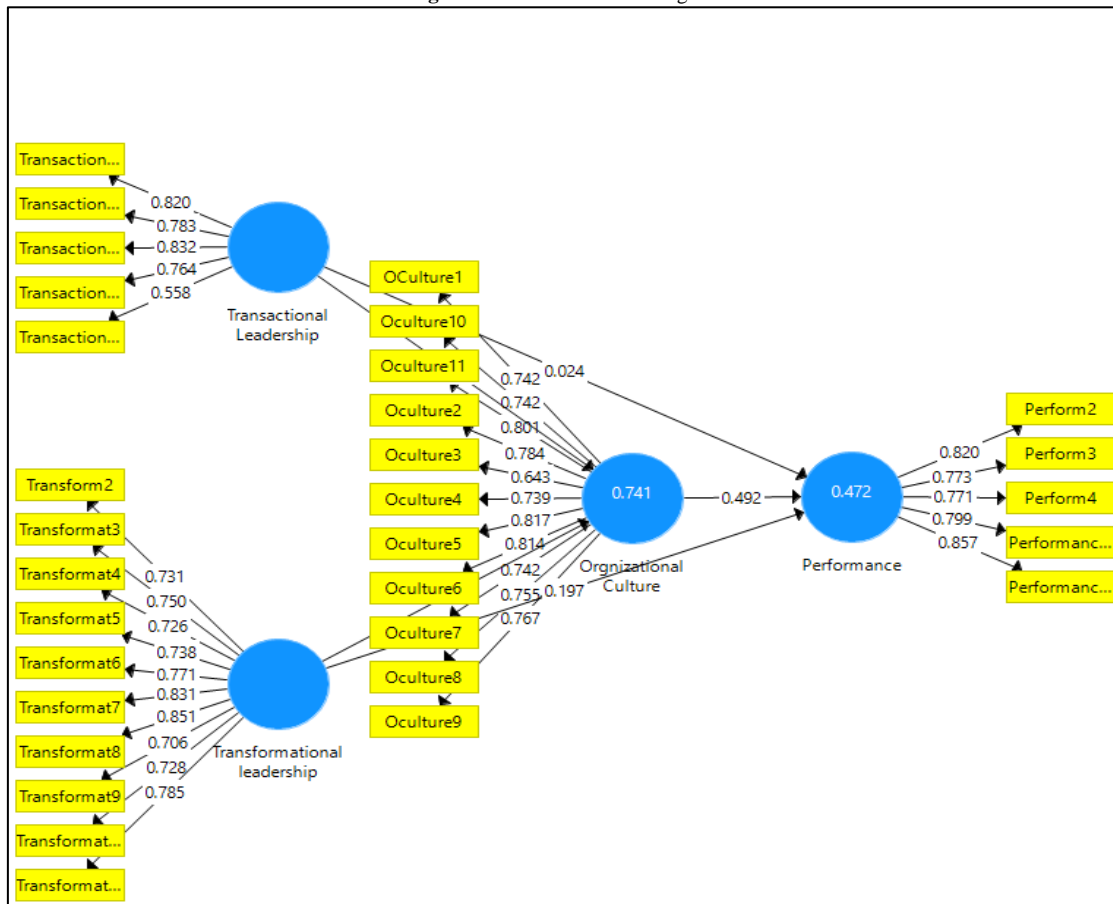 Transaction...
Transaction...
Transaction...
Transaction...
Transaction...
0.820
0.783
0.832
0.764
0.558
Transactional
Leadership
Transform2
Transformat3
Transformat4
Transformat5
Transformat6
Transformat7
Transformat8
Transformat9
Transformat...
Transformat...
0.731
0.750
0.726
0.738
0.771
0.831
0.851
0.706
0.728
0.785
Transformational
leadership
OCulture1
Oculture10
Oculture11
Oculture2
Oculture3
Oculture4
Oculture5
Oculture6
Oculture7
Oculture8
Oculture9
0.742
0.742
0.801
0.784
0.643
0.739
0.817
0.814
0.742
0.755
0.767
0.024
0.197
0.741
Orgnizational
Culture
0.492
0.472
Performance
0.820
0.773
0.771
0.799
0.857
Perform2
Perform3
Perform4
Performanc...
Performanc...